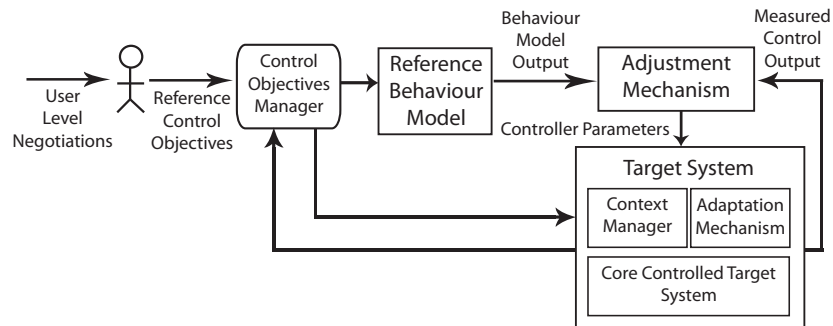 User
Level
Negotiations
Reference
Control
Objectives
Control
Objectives
Manager
Reference
Behaviour
Model
Behaviour
Model
Output
Adjustment
Mechanism
Measured
Control
Output
Controller Parameters
Target System
Context
Manager
Adaptation
Mechanism
Core Controlled Target
System